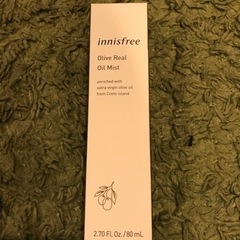 innisfree
Olive Real
Oil Mist
enriched with
extra virgin olive oil
from Crete island
2.70 Fl. Oz. / 80 mL